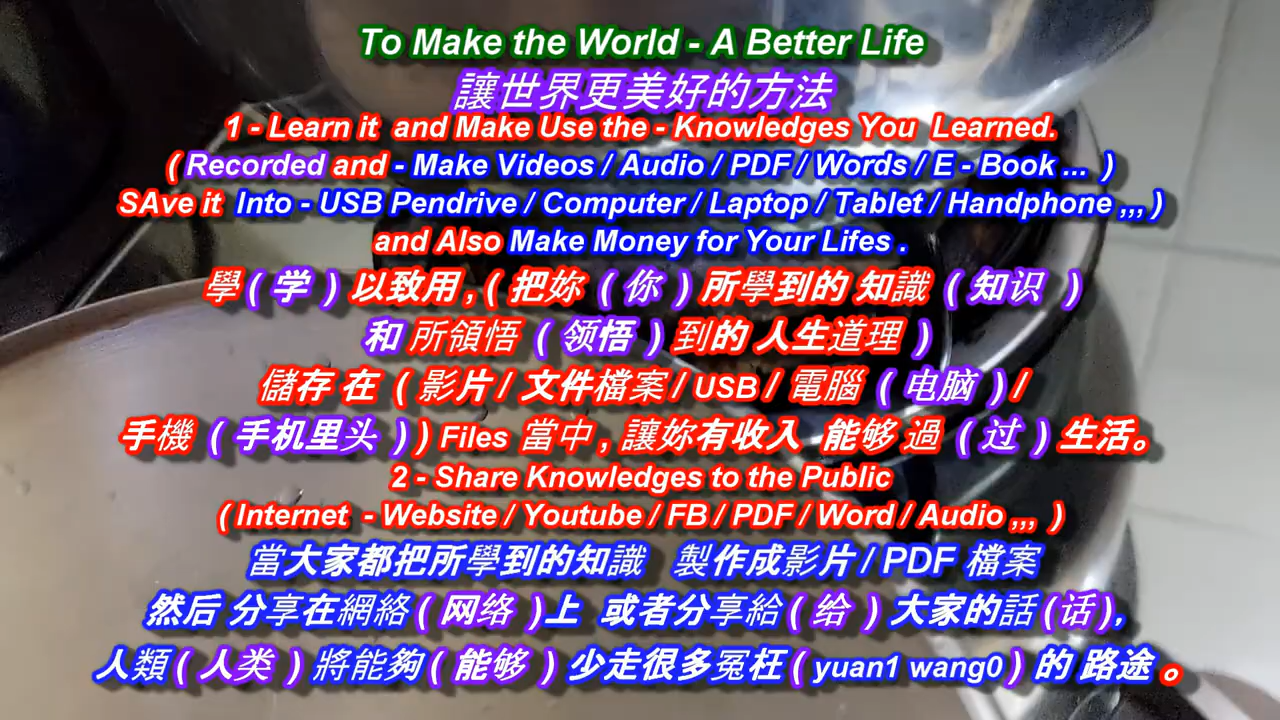 To Make the World - A Better Life
讓世界更美好的方法
1 - Learn it and Make Use the - Knowledges You Learned.
( Recorded and - Make Videos / Audio / PDF / Words / E - Book ... )
SAve it Into - USB Pendrive / Computer / Laptop / Tablet / Handphone ,,, )
and Also Make Money for Your Lifes .
學 ( 学 ) 以致用 , ( 把妳 ( 你 ) 所學到的 知識 ( 知识 )
和 所領悟 ( 领悟 ) 到的 人生道理 )
儲存 在 ( 影片 / 文件檔案 / USB / 電腦 ( 电脑 ) /
手機 ( 手机里头 ) ) Files 當中 , 讓妳有收入 能够 過 ( 过 ) 生活。
2 - Share Knowledges to the Public
( Internet - Website / Youtube / FB / PDF / Word / Audio ,,, )
當大家都把所學到的知識 製作成影片 / PDF 檔案
然后 分享在網絡 ( 网络 )上 或者分享給 ( 给 ) 大家的話 (话),
人類 ( 人类 ) 將能夠 ( 能够 ) 少走很多冤枉 ( yuan1 wang0 ) 的 路途 。